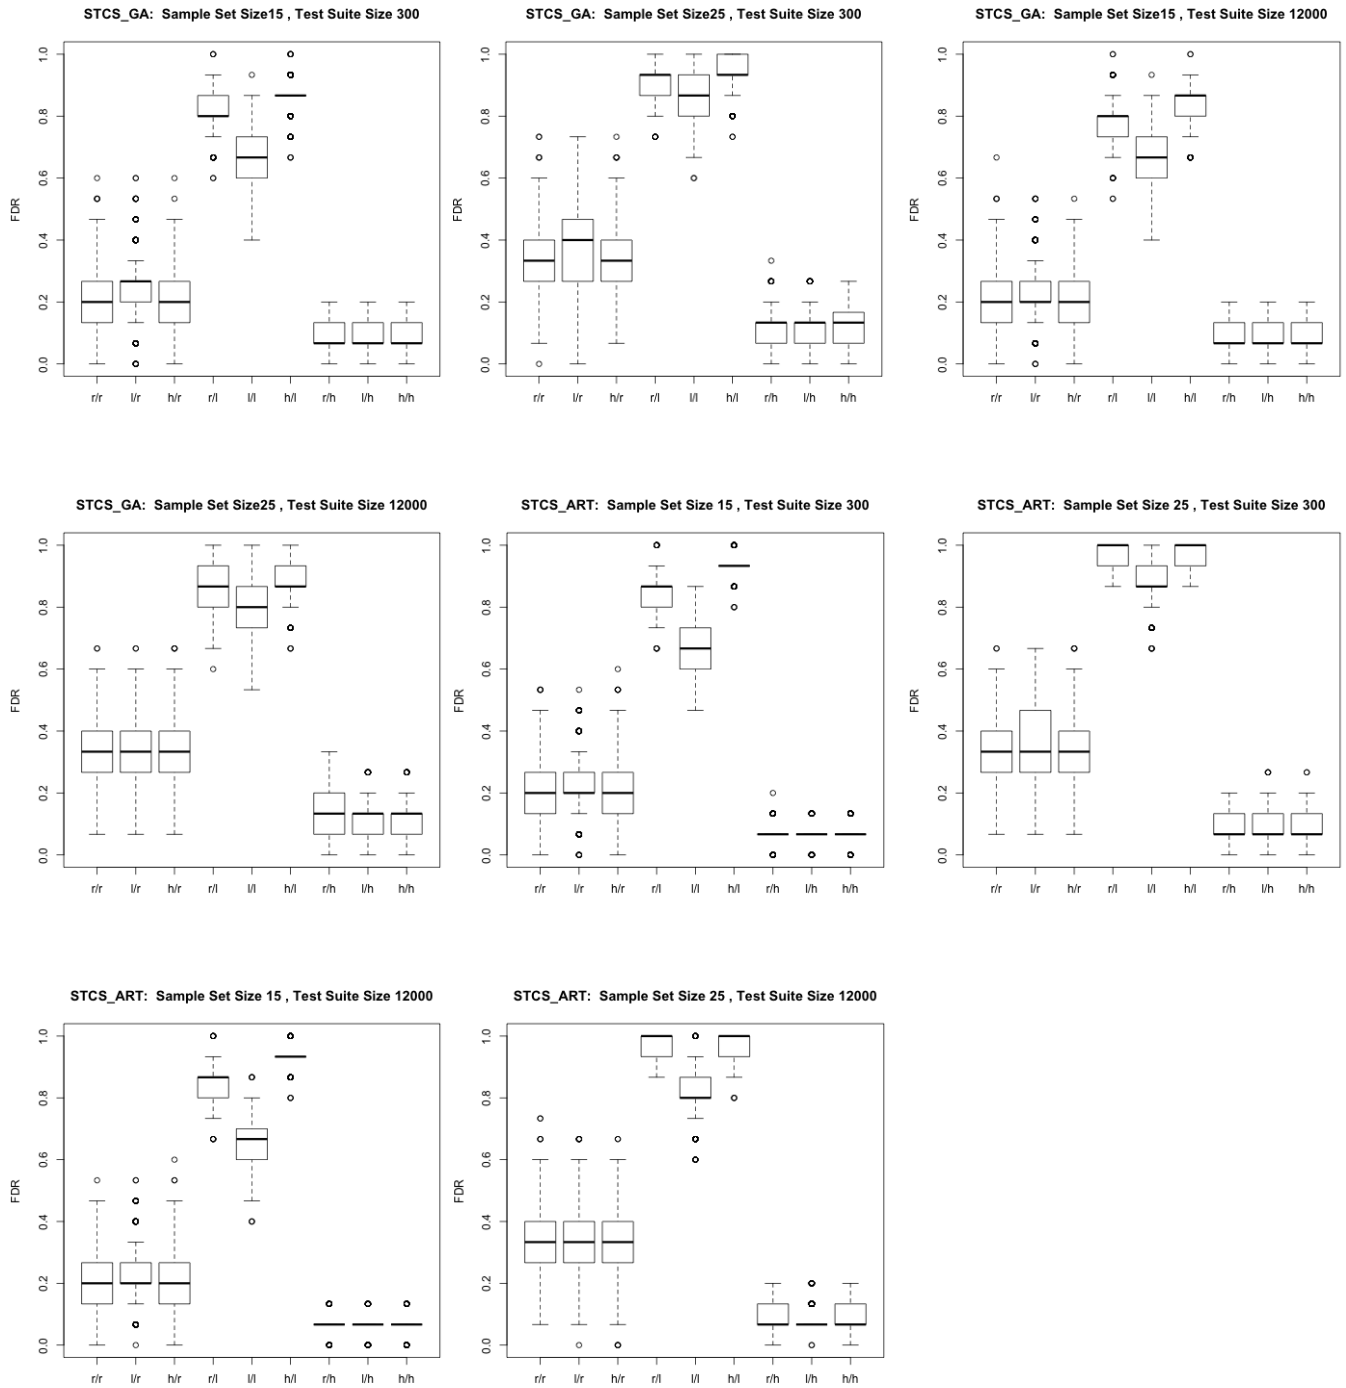 STCS_GA: Sample Set Size15 , Test Suite Size 300
STCS_GA: Sample Set Size25 , Test Suite Size 300
STCS_GA: Sample Set Size15 , Test Suite Size 12000
FDR
0.0 0.2 0.4 0.6 0.8 1.0
r/r l/r h/r r/l l/l h/l r/h l/h h/h
FDR
0.0 0.2 0.4 0.6 0.8 1.0
r/r l/r h/r r/l l/l h/l r/h l/h h/h
FDR
0.0 0.2 0.4 0.6 0.8 1.0
r/r l/r h/r r/l l/l h/l r/h l/h h/h
STCS_GA: Sample Set Size25 , Test Suite Size 12000
STCS_ART: Sample Set Size 15 , Test Suite Size 300
STCS_ART: Sample Set Size 25 , Test Suite Size 300
FDR
0.0 0.2 0.4 0.6 0.8 1.0
r/r l/r h/r r/l l/l h/l r/h l/h h/h
FDR
0.0 0.2 0.4 0.6 0.8 1.0
r/r l/r h/r r/l l/l h/l r/h l/h h/h
FDR
0.0 0.2 0.4 0.6 0.8 1.0
r/r l/r h/r r/l l/l h/l r/h l/h h/h
STCS_ART: Sample Set Size 15 , Test Suite Size 12000
STCS_ART: Sample Set Size 25 , Test Suite Size 12000
FDR
0.0 0.2 0.4 0.6 0.8 1.0
r/r l/r h/r r/l l/l h/l r/h l/h h/h
FDR
0.0 0.2 0.4 0.6 0.8 1.0
r/r l/r h/r r/l l/l h/l r/h l/h h/h